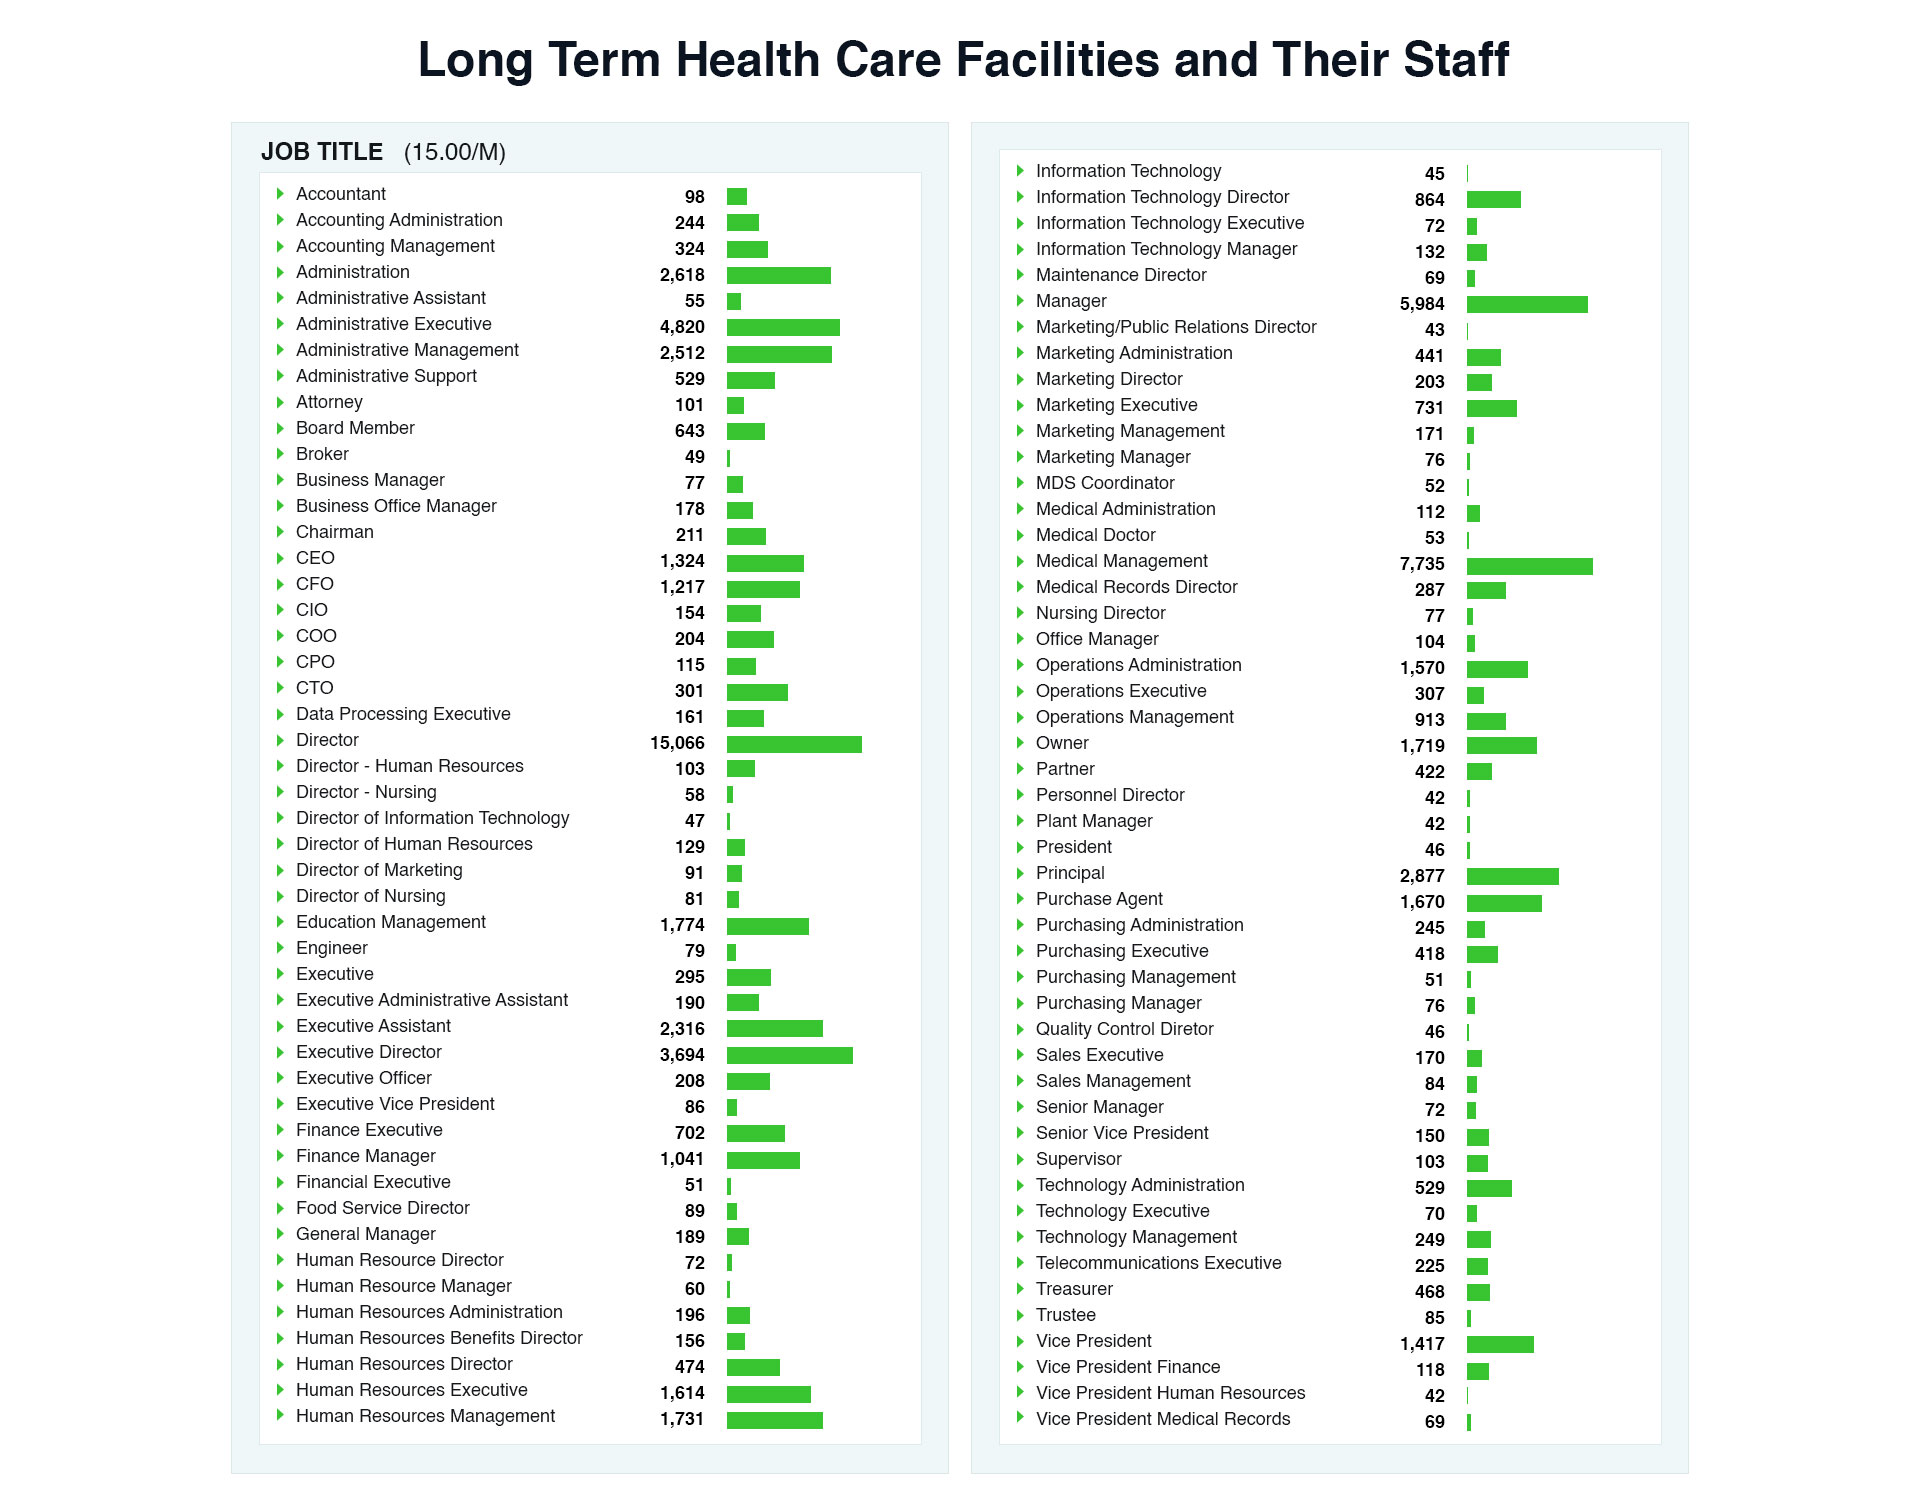 Long Term Health Care Facilities and Their Staff
JOB TITLE (15.00/M)
Accountant 98
Accounting Administration 244
Accounting Management 324
Administration 2,618
Administrative Assistant 55
Administrative Executive 4,820
Administrative Management 2,512
Administrative Support 529
Attorney 101
Board Member 643
Broker 49
Business Manager 77
Business Office Manager 178
Chairman 211
CEO 1,324
CFO 1,217
CIO 154
COO 204
CPO 115
CTO 301
Data Processing Executive 161
Director 15,066
Director - Human Resources 103
Director - Nursing 58
Director of Information Technology 47
Director of Human Resources 129
Director of Marketing 91
Director of Nursing 81
Education Management 1,774
Engineer 79
Executive 295
Executive Administrative Assistant 190
Executive Assistant 2,316
Executive Director 3,694
Executive Officer 208
Executive Vice President 86
Finance Executive 702
Finance Manager 1,041
Financial Executive 51
Food Service Director 89
General Manager 189
Human Resource Director 72
Human Resource Manager 60
Human Resources Administration 196
Human Resources Benefits Director 156
Human Resources Director 474
Human Resources Executive 1,614
Human Resources Management 1,731
Information Technology 45
Information Technology Director 864
Information Technology Executive 72
Information Technology Manager 132
Maintenance Director 69
Manager 5,984
Marketing/Public Relations Director 43
Marketing Administration 441
Marketing Director 203
Marketing Executive 731
Marketing Management 171
Marketing Manager 76
MDS Coordinator 52
Medical Administration 112
Medical Doctor 53
Medical Management 7,735
Medical Records Director 287
Nursing Director 77
Office Manager 104
Operations Administration 1,570
Operations Executive 307
Operations Management 913
Owner 1,719
Partner 422
Personnel Director 42
Plant Manager 42
President 46
Principal 2,877
Purchase Agent 1,670
Purchasing Administration 245
Purchasing Executive 418
Purchasing Management 51
Purchasing Manager 76
Quality Control Diretor 46
Sales Executive 170
Sales Management 84
Senior Manager 72
Senior Vice President 150
Supervisor 103
Technology Administration 529
Technology Executive 70
Technology Management 249
Telecommunications Executive 225
Treasurer 468
Trustee 85
Vice President 1,417
Vice President Finance 118
Vice President Human Resources 42
Vice President Medical Records 69